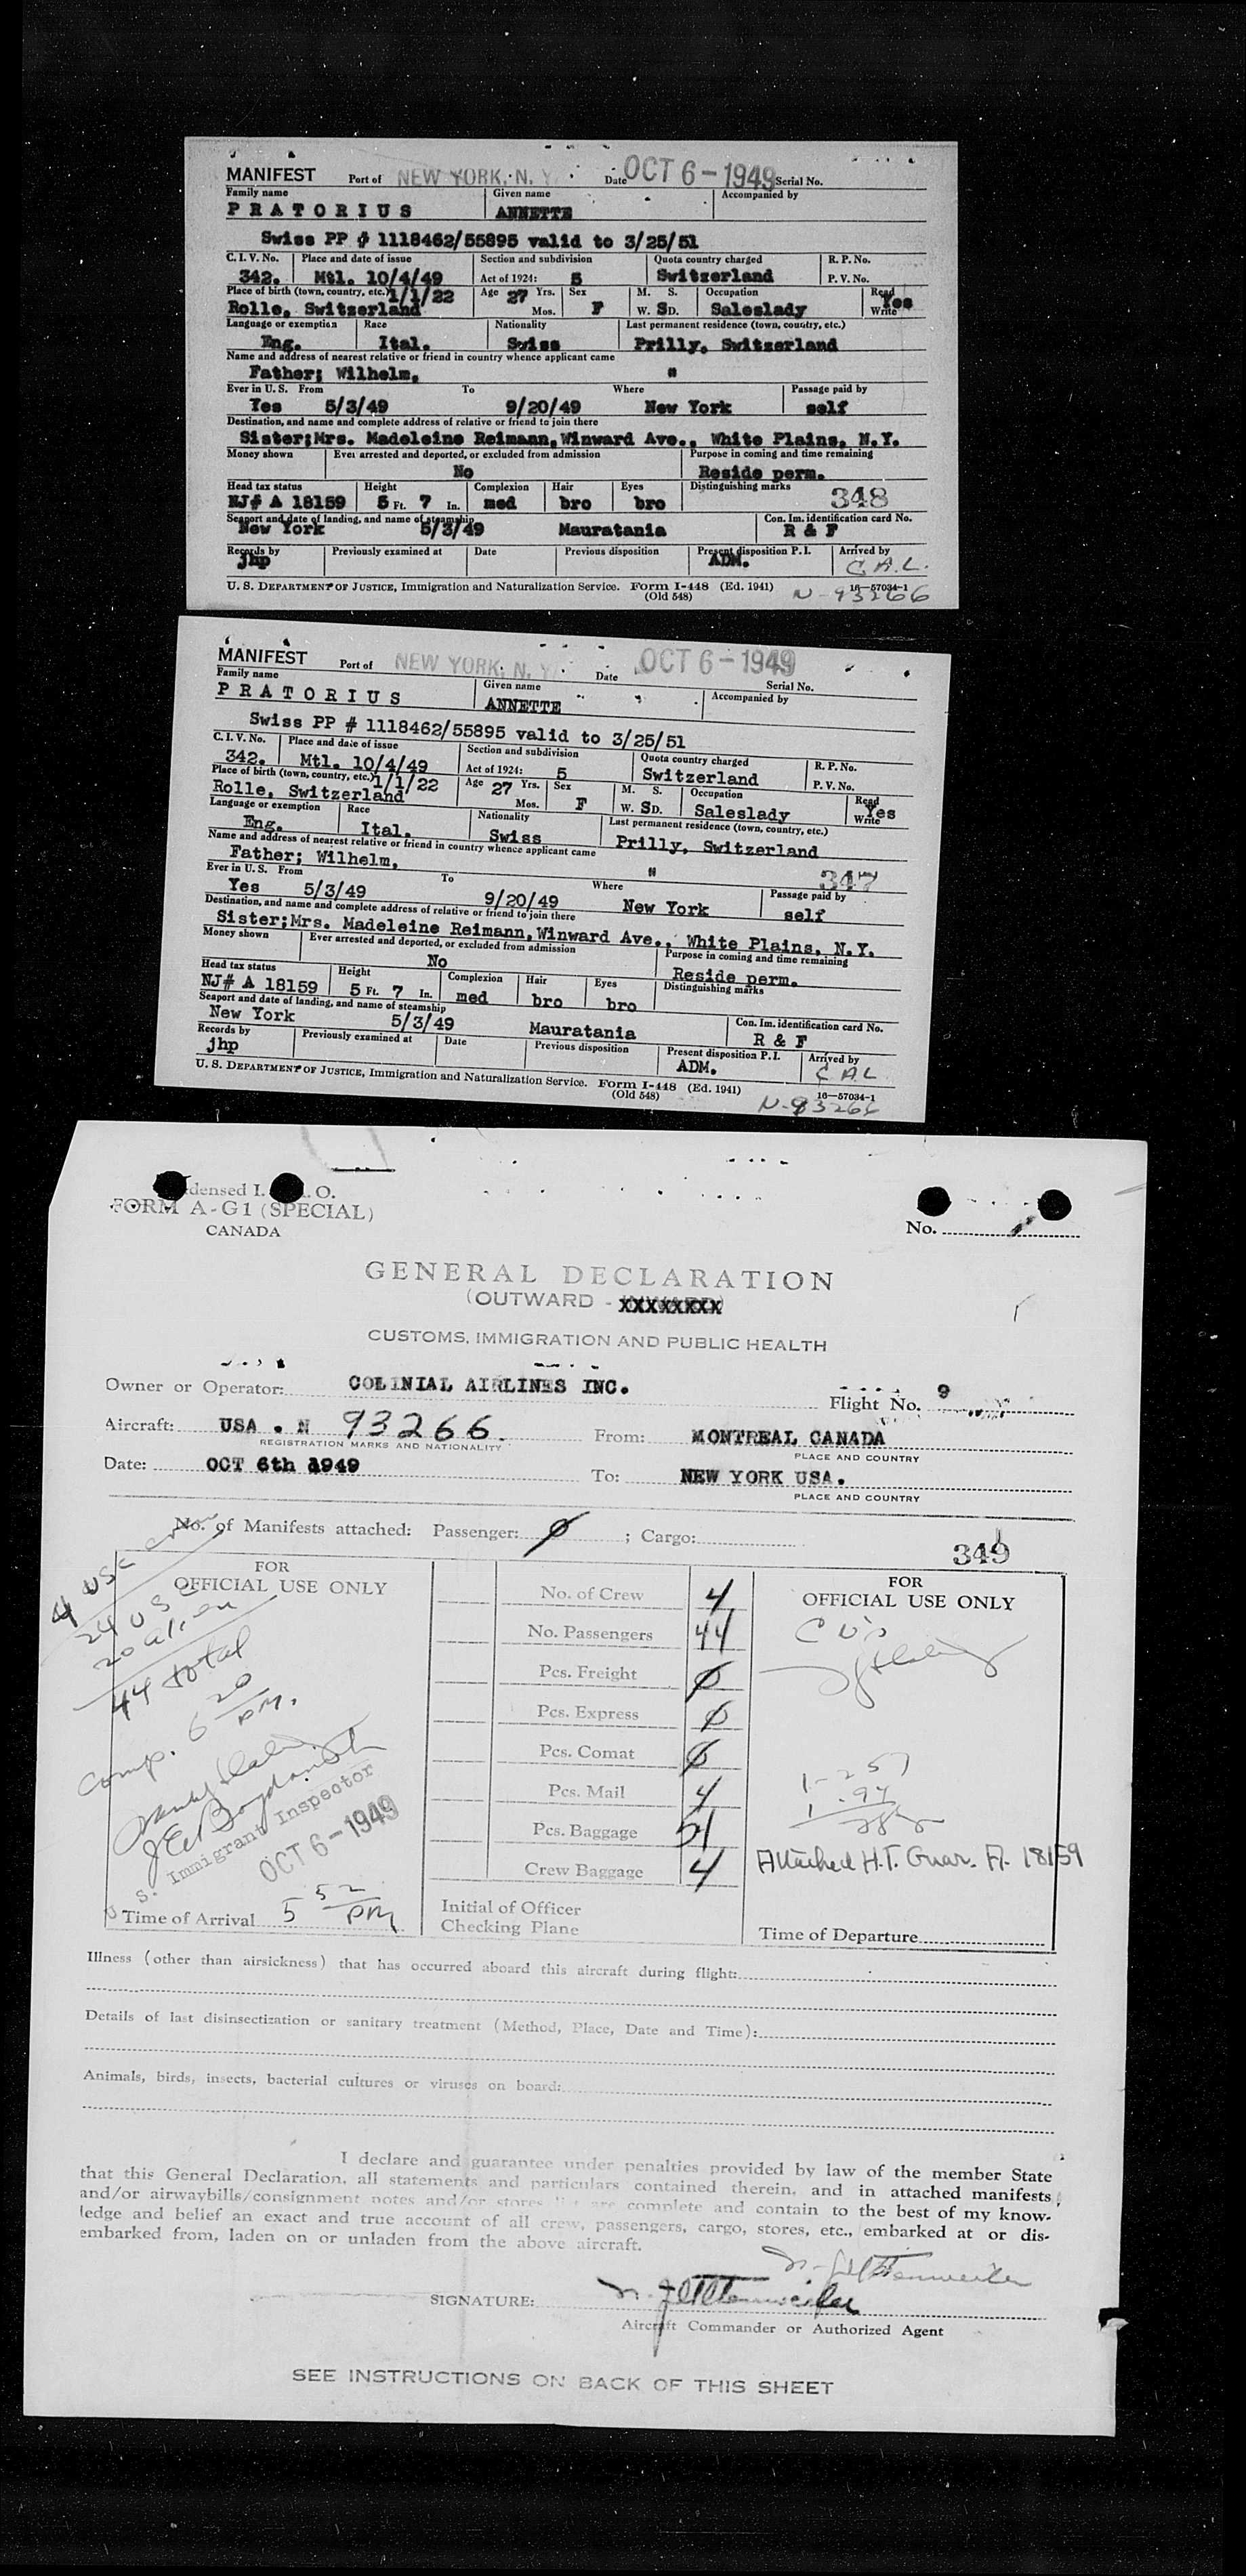 MANIFEST Port of NEW YORK, N. Y. Date OCT 6 - 1949 Serial No.
Family name Given name Accompanied by
PRATORIUS ANNETTE
Swiss PP # 1118462/55895 valid to 3/25/51
C. I. V. No. Place and date of issue Section and subdivision Quota country charged R. P. No.
342. Mtl. 10/4/49 Act of 1924: 5 Switzerland P. V. No.
Place of birth (town, country, etc.) 1/1/22 Age 27 Yrs. Sex M. S. Occupation Read Yes
Rolle, Switzerland Mos. F W. SD. Saleslady Write
Language or exemption Race Nationality Last permanent residence (town, country, etc.)
Eng. Ital. Swiss Prilly, Switzerland
Name and address of nearest relative or friend in country whence applicant came
Father; Wilhelm, "
Ever in U. S. From To Where Passage paid by
Yes 5/3/49 9/20/49 New York self
Destination, and name and complete address of relative or friend to join there
Sister;Mrs. Madeleine Reimann,Winward Ave., White Plains, N.Y.
Money shown Ever arrested and deported, or excluded from admission Purpose in coming and time remaining
No Reside perm.
Head tax status Height Complexion Hair Eyes Distinguishing marks 348
NJ# A 18159 5 Ft. 7 In. med bro bro
Seaport and date of landing, and name of steamship Con. Im. identification card No.
New York 5/3/49 Mauratania R & F
Records by Previously examined at Date Previous disposition Present disposition P. I. Arrived by
jhp ADM. C. A. L.
U. S. DEPARTMENT OF JUSTICE, Immigration and Naturalization Service. Form I-448 (Ed. 1941) 16—57034-1
(Old 548) N-93266
MANIFEST Port of NEW YORK, N. Y. Date OCT 6 - 1949 Serial No.
Family name Given name Accompanied by
PRATORIUS ANNETTE
Swiss PP # 1118462/55895 valid to 3/25/51
C. I. V. No. Place and date of issue Section and subdivision Quota country charged R. P. No.
342. Mtl. 10/4/49 Act of 1924: 5 Switzerland P. V. No.
Place of birth (town, country, etc.) 1/1/22 Age 27 Yrs. Sex M. S. Occupation Read Yes
Rolle, Switzerland Mos. F W. SD. Saleslady Write
Language or exemption Race Nationality Last permanent residence (town, country, etc.)
Eng. Ital. Swiss Prilly, Switzerland
Name and address of nearest relative or friend in country whence applicant came
Father; Wilhelm, " 347
Ever in U. S. From To Where Passage paid by
Yes 5/3/49 9/20/49 New York self
Destination, and name and complete address of relative or friend to join there
Sister;Mrs. Madeleine Reimann,Winward Ave., White Plains, N.Y.
Money shown Ever arrested and deported, or excluded from admission Purpose in coming and time remaining
No Reside perm.
Head tax status Height Complexion Hair Eyes Distinguishing marks
NJ# A 18159 5 Ft. 7 In. med bro bro
Seaport and date of landing, and name of steamship Con. Im. identification card No.
New York 5/3/49 Mauratania R & F
Records by Previously examined at Date Previous disposition Present disposition P. I. Arrived by
jhp ADM. C A L
U. S. DEPARTMENT OF JUSTICE, Immigration and Naturalization Service. Form I-448 (Ed. 1941) 16—57034-1
(Old 548) N-93266
densed I. O.
FORM A-G1 (SPECIAL)
CANADA No.
GENERAL DECLARATION
(OUTWARD - XXXXXXXX
CUSTOMS, IMMIGRATION AND PUBLIC HEALTH
Owner or Operator: COLINIAL AIRLINES INC. Flight No. 9
Aircraft: USA . N 93266. From: MONTREAL CANADA
REGISTRATION MARKS AND NATIONALITY PLACE AND COUNTRY
Date: OCT 6th 1949 To: NEW YORK USA.
PLACE AND COUNTRY
No. of Manifests attached: Passenger: ∅ ; Cargo:
349
4 USC crew
24 USC
20 alien
44 total
Comp. 6 20 PM.
FOR OFFICIAL USE ONLY
No. of Crew 4
No. Passengers 44
Pcs. Freight ∅
Pcs. Express ∅
Pcs. Comat ∅
Pcs. Mail 4
Pcs. Baggage 51
Crew Baggage 4
FOR OFFICIAL USE ONLY
Attached H.T. Guar. A- 18159
U. S. Immigrant Inspector
OCT 6 - 1949
Time of Arrival 5 52 PM
Initial of Officer
Checking Plane
Time of Departure
Illness (other than airsickness) that has occurred aboard this aircraft during flight:
Details of last disinsectization or sanitary treatment (Method, Place, Date and Time):
Animals, birds, insects, bacterial cultures or viruses on board:
I declare and guarantee under penalties provided by law of the member State
that this General Declaration, all statements and particulars contained therein, and in attached manifests,
and/or airwaybills/consignment notes and/or stores list are complete and contain to the best of my know-
ledge and belief an exact and true account of all crew, passengers, cargo, stores, etc., embarked at or dis-
embarked from, laden on or unladen from the above aircraft.
SIGNATURE:
Aircraft Commander or Authorized Agent
SEE INSTRUCTIONS ON BACK OF THIS SHEET